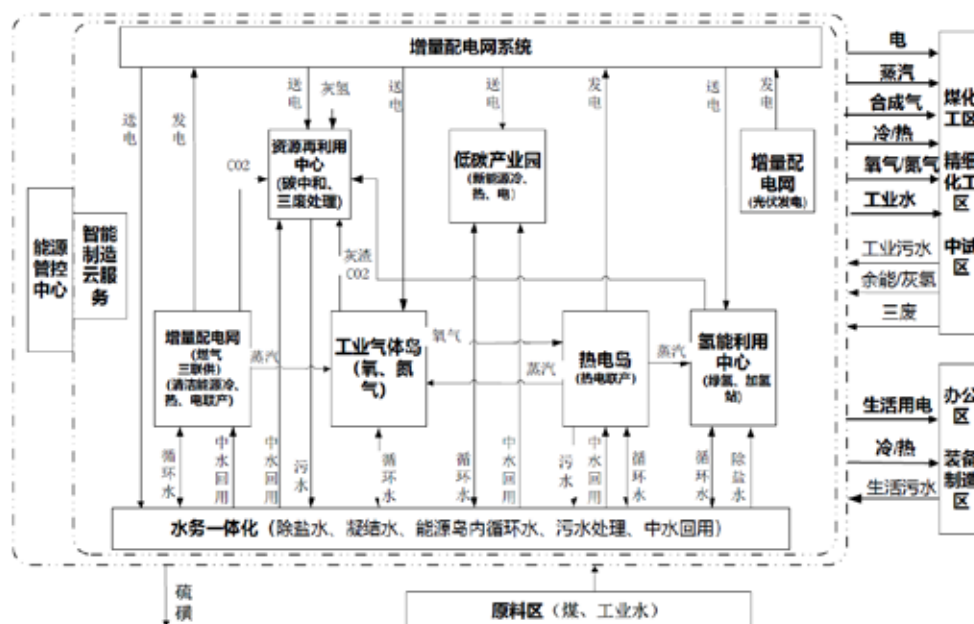 增量配电网系统
送电
发电
送电
灰氢
送电
送电
发电
送电
发电
CO2
资源再利用
中心
(碳中和、
三废处理)
低碳产业园
(新能源冷、
热、电)
增量配
电网
(光伏发电)
能源
管控
中心
智能
制造
云服
务
灰渣
CO2
增量配电网
(燃气
三联供)
(清洁能源冷、
热、电联产)
蒸汽
工业气体岛
(氧、氮
气)
氧气
蒸汽
热电岛
(热电联产)
蒸汽
氢能利用
中心
(绿氢、加氢
站)
循环水
中水回用
中水回用
污水
循环水
循环水
中水回用
污水
中水回用
循环水
循环水
除盐水
水务一体化（除盐水、凝结水、能源岛内循环水、污水处理、中水回用）
硫磺
原料区（煤、工业水）
电
蒸汽
合成气
冷/热
氧气/氮气
工业水
工业污水
余能/灰氢
三废
煤化
工区
精细
化工
区
中试
区
生活用电
冷/热
生活污水
办公
区
装备
制造
区